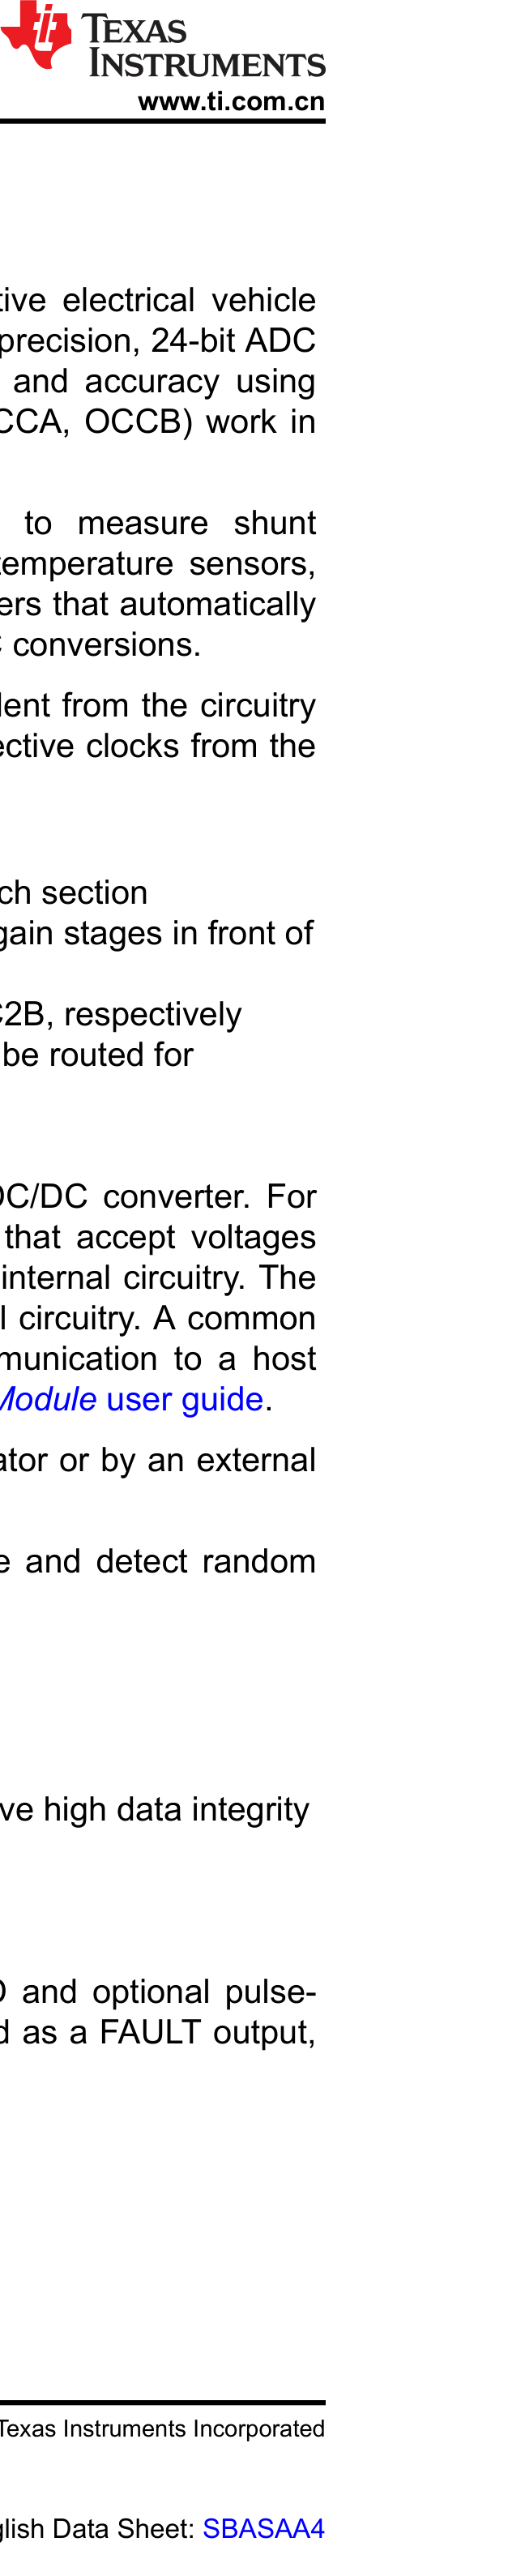 TEXAS
INSTRUMENTS
www.ti.com.cn
tive electrical vehicle
precision, 24-bit ADC
and accuracy using
CCA, OCCB) work in
to measure shunt
temperature sensors,
ers that automatically
C conversions.
lent from the circuitry
ective clocks from the
ch section
gain stages in front of
C2B, respectively
be routed for
DC/DC converter. For
that accept voltages
internal circuitry. The
l circuitry. A common
munication to a host
Module user guide.
ator or by an external
e and detect random
ve high data integrity
D and optional pulse-
d as a FAULT output,
Texas Instruments Incorporated
glish Data Sheet: SBASAA4